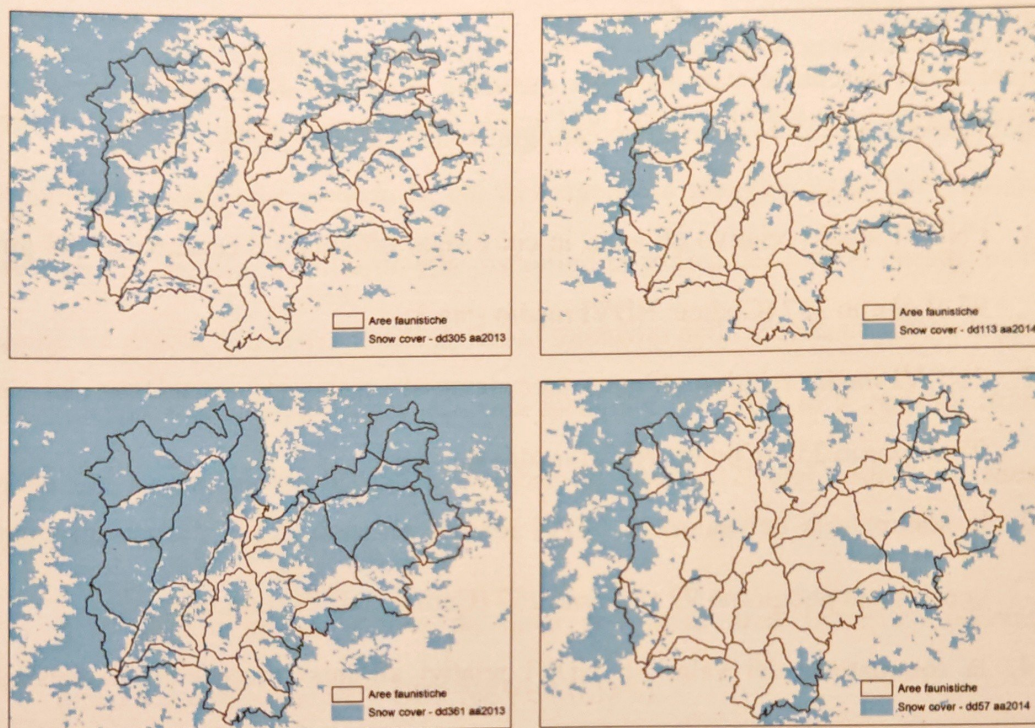 Aree faunistiche
Snow cover - dd305 aa2013
Aree faunistiche
Snow cover - dd113 aa2014
Aree faunistiche
Snow cover - dd361 aa2013
Aree faunistiche
Snow cover - dd57 aa2014